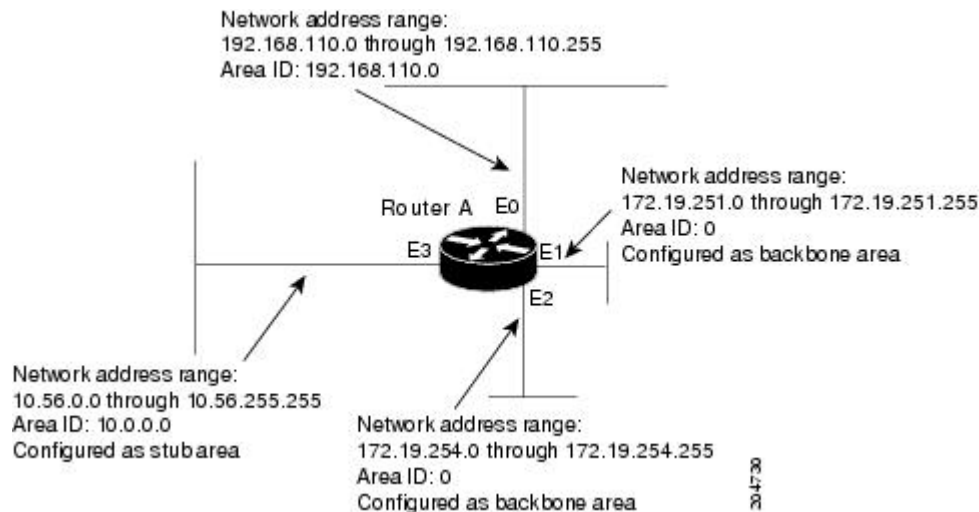 Network address range:
192.168.110.0 through 192.168.110.255
Area ID: 192.168.110.0
Network address range:
172.19.251.0 through 172.19.251.255
Area ID: 0
Configured as backbone area
Router A
E0
E3
E1
E2
Network address range:
10.56.0.0 through 10.56.255.255
Area ID: 10.0.0.0
Configured as stub area
Network address range:
172.19.254.0 through 172.19.254.255
Area ID: 0
Configured as backbone area